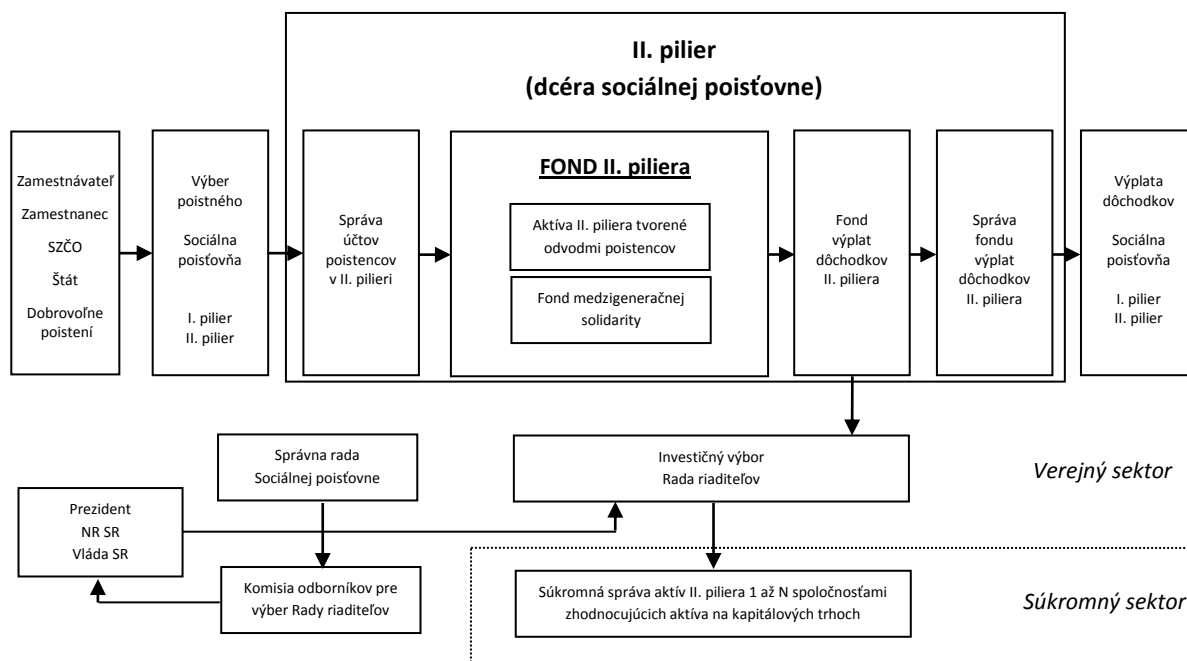 II. pilier
(dcéra sociálnej poisťovne)
Zamestnávateľ
Zamestnanec
SZČO
Štát
Dobrovoľne
poistení
Výber
poistného
Sociálna
poisťovňa
I. pilier
II. pilier
Správa
účtov
poistencov
v II. pilieri
FOND II. piliera
Aktíva II. piliera tvorené
odvodmi poistencov
Fond medzigeneračnej
solidarity
Fond
výplat
dôchodkov
II. piliera
Správa
fondu
výplat
dôchodkov
II. piliera
Výplata
dôchodkov
Sociálna
poisťovňa
I. pilier
II. pilier
Správna rada
Sociálnej poisťovne
Investičný výbor
Rada riaditeľov
Verejný sektor
Prezident
NR SR
Vláda SR
Komisia odborníkov pre
výber Rady riaditeľov
Súkromná správa aktív II. piliera 1 až N spoločnosťami
zhodnocujúcich aktíva na kapitálových trhoch
Súkromný sektor